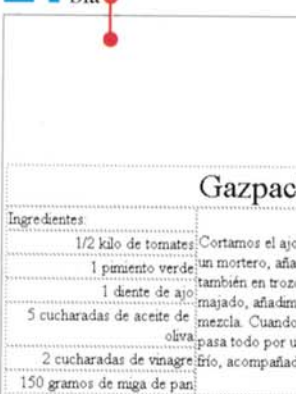 Gazpac
Ingredientes:
1/2 kilo de tomates
1 pimiento verde
1 diente de ajo
5 cucharadas de aceite de
oliva
2 cucharadas de vinagre
150 gramos de miga de pan
Cortamos el ajo
un mortero, aña
también en troz
majado, añadim
mezcla. Cuando
pasa todo por u
frío, acompañad